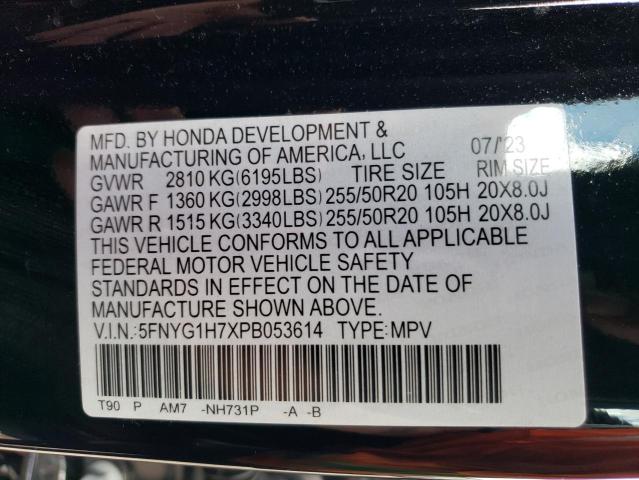 MFD. BY HONDA DEVELOPMENT &
MANUFACTURING OF AMERICA, LLC 07/'23
GVWR 2810 KG(6195LBS) TIRE SIZE RIM SIZE
GAWR F 1360 KG(2998LBS) 255/50R20 105H 20X8.0J
GAWR R 1515 KG(3340LBS) 255/50R20 105H 20X8.0J
THIS VEHICLE CONFORMS TO ALL APPLICABLE
FEDERAL MOTOR VEHICLE SAFETY
STANDARDS IN EFFECT ON THE DATE OF
MANUFACTURE SHOWN ABOVE.
V.I.N.:5FNYG1H7XPB053614 TYPE:MPV
T90 P AM7 -NH731P -A -B